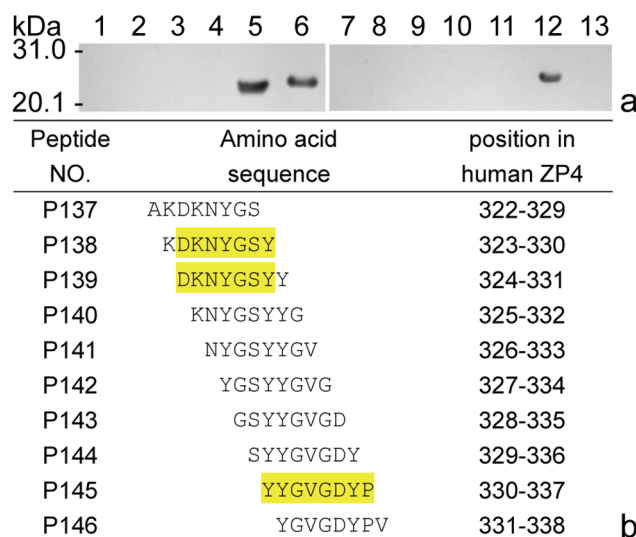 kDa 1 2 3 4 5 6 7 8 9 10 11 12 13
31.0 -
20.1 -
a
Peptide Amino acid position in
NO. sequence human ZP4
P137 AKDKNYGS 322-329
P138 KDKNYGSY 323-330
P139 DKNYGSYY 324-331
P140 KNYGSYYG 325-332
P141 NYGSYYGV 326-333
P142 YGSYYGVG 327-334
P143 GSYYGVGD 328-335
P144 SYYGVGDY 329-336
P145 YYGVGDYP 330-337
P146 YGVGDYPV 331-338
b